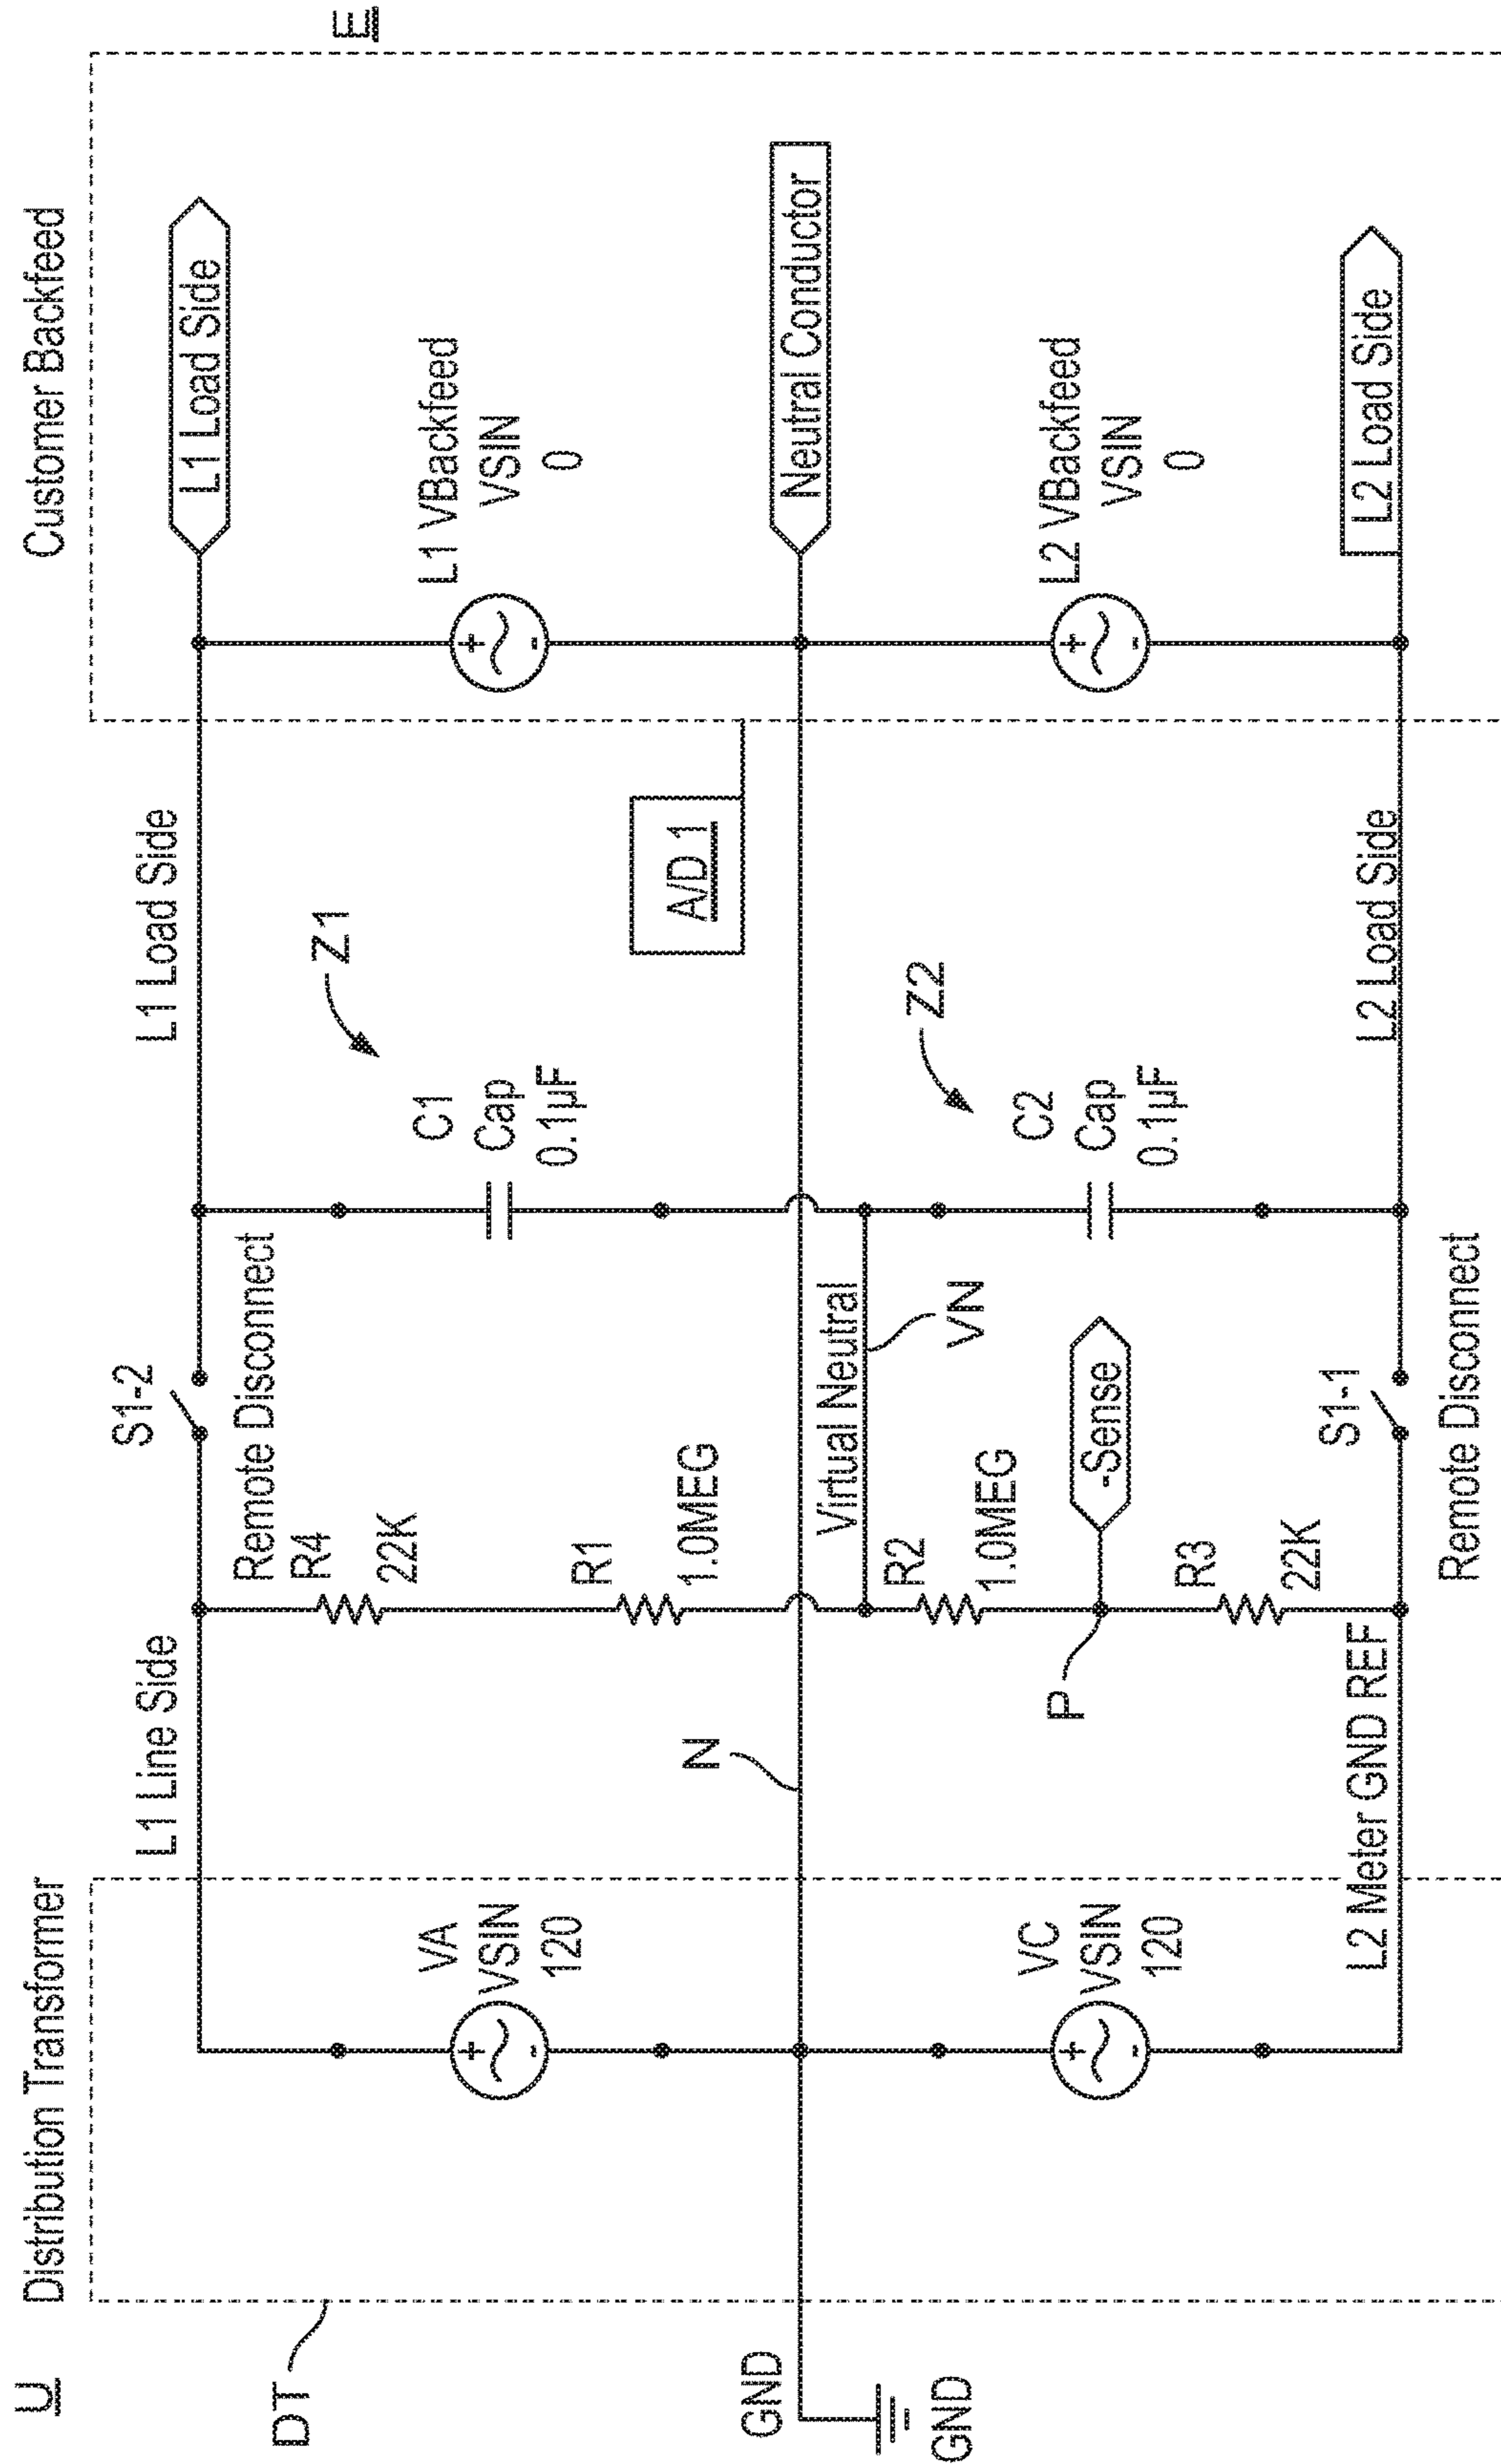 U
Distribution Transformer
Customer Backfeed
E
DT
L1 Line Side
S1-2
Remote Disconnect
L1 Load Side
L1 Load Side
VA
VSIN
120
R4
22K
R1
1.0MEG
C1
Cap
0.1µF
Z1
L1 VBackfeed
VSIN
0
A/D 1
GND
GND
N
Neutral Conductor
Virtual Neutral
VN
VC
VSIN
120
R2
1.0MEG
P
-Sense
R3
22K
C2
Cap
0.1µF
Z2
L2 VBackfeed
VSIN
0
L2 Meter GND REF
S1-1
Remote Disconnect
L2 Load Side
L2 Load Side